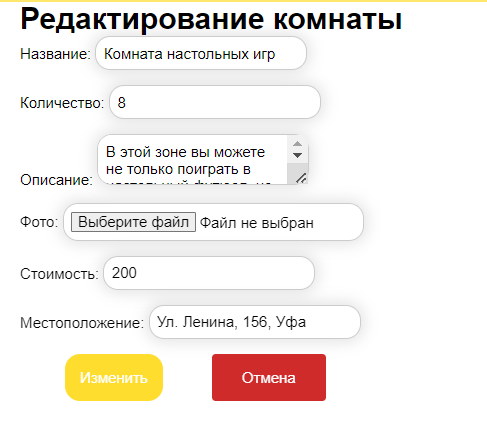 Редактирование комнаты
Название: Комната настольных игр
Количество: 8
В этой зоне вы можете
Описание: не только поиграть в
Фото: Выберите файл Файл не выбран
Стоимость: 200
Местоположение: Ул. Ленина, 156, Уфа
Изменить Отмена